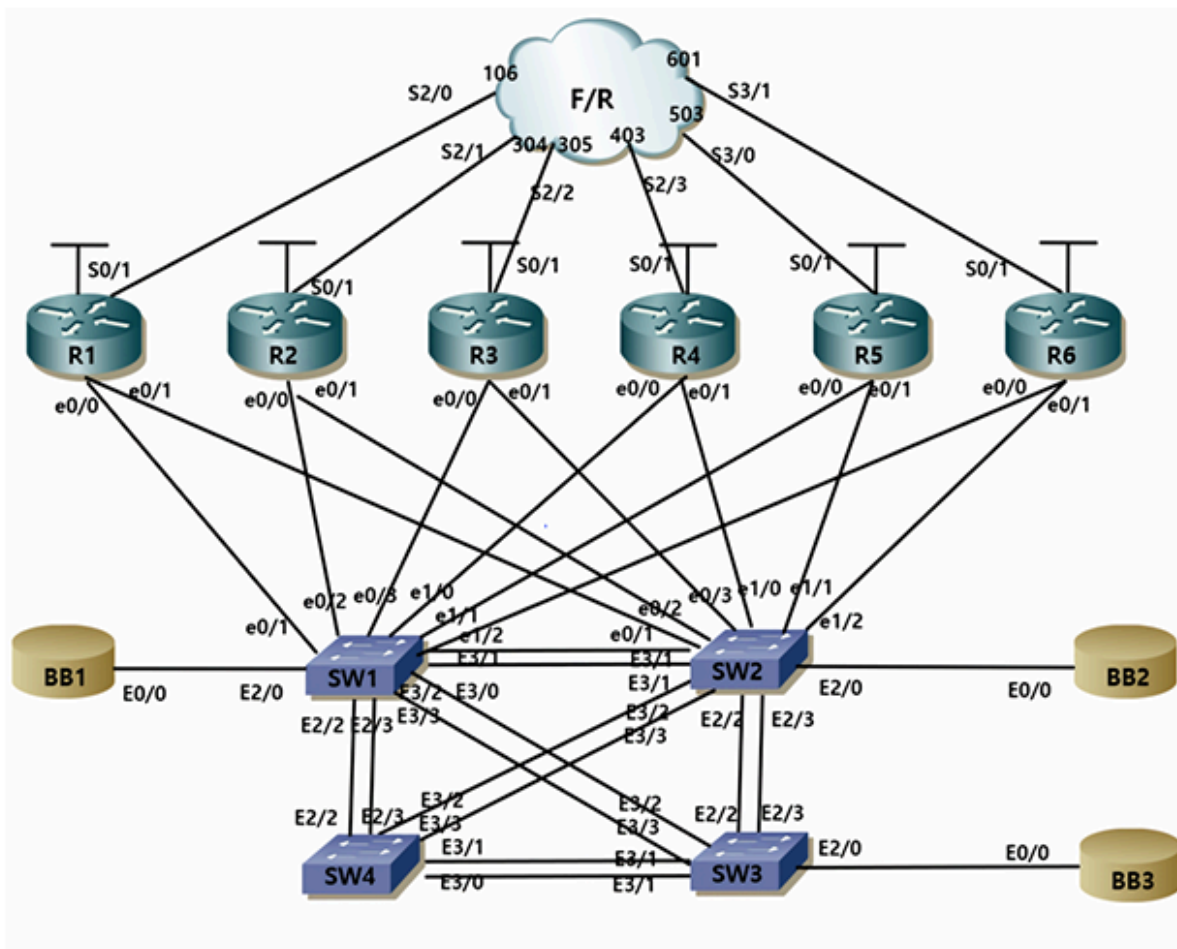 601
106
S2/0
S3/1
F/R
503
S2/1
304
305
403
S3/0
S2/2
S2/3
S0/1
S0/1
S0/1
S0/1
S0/1
S0/1
R1
R2
R3
R4
R5
R6
e0/0
e0/1
e0/0
e0/1
e0/0
e0/1
e0/0
e0/1
e0/0
e0/1
e0/0
e0/1
e0/1
e0/2
e0/3
e1/0
e1/1
e1/2
e0/1
e0/2
e0/3
e1/0
e1/1
e1/2
BB1
E0/0
E2/0
SW1
E3/1
E3/1
SW2
E2/0
E0/0
BB2
E3/2
E3/0
E3/3
E3/1
E3/2
E3/3
E2/2
E2/3
E2/2
E2/3
E2/2
E2/3
E3/2
E3/3
E3/2
E3/3
E2/2
E2/3
SW4
E3/1
E3/0
E3/1
E3/1
SW3
E2/0
E0/0
BB3